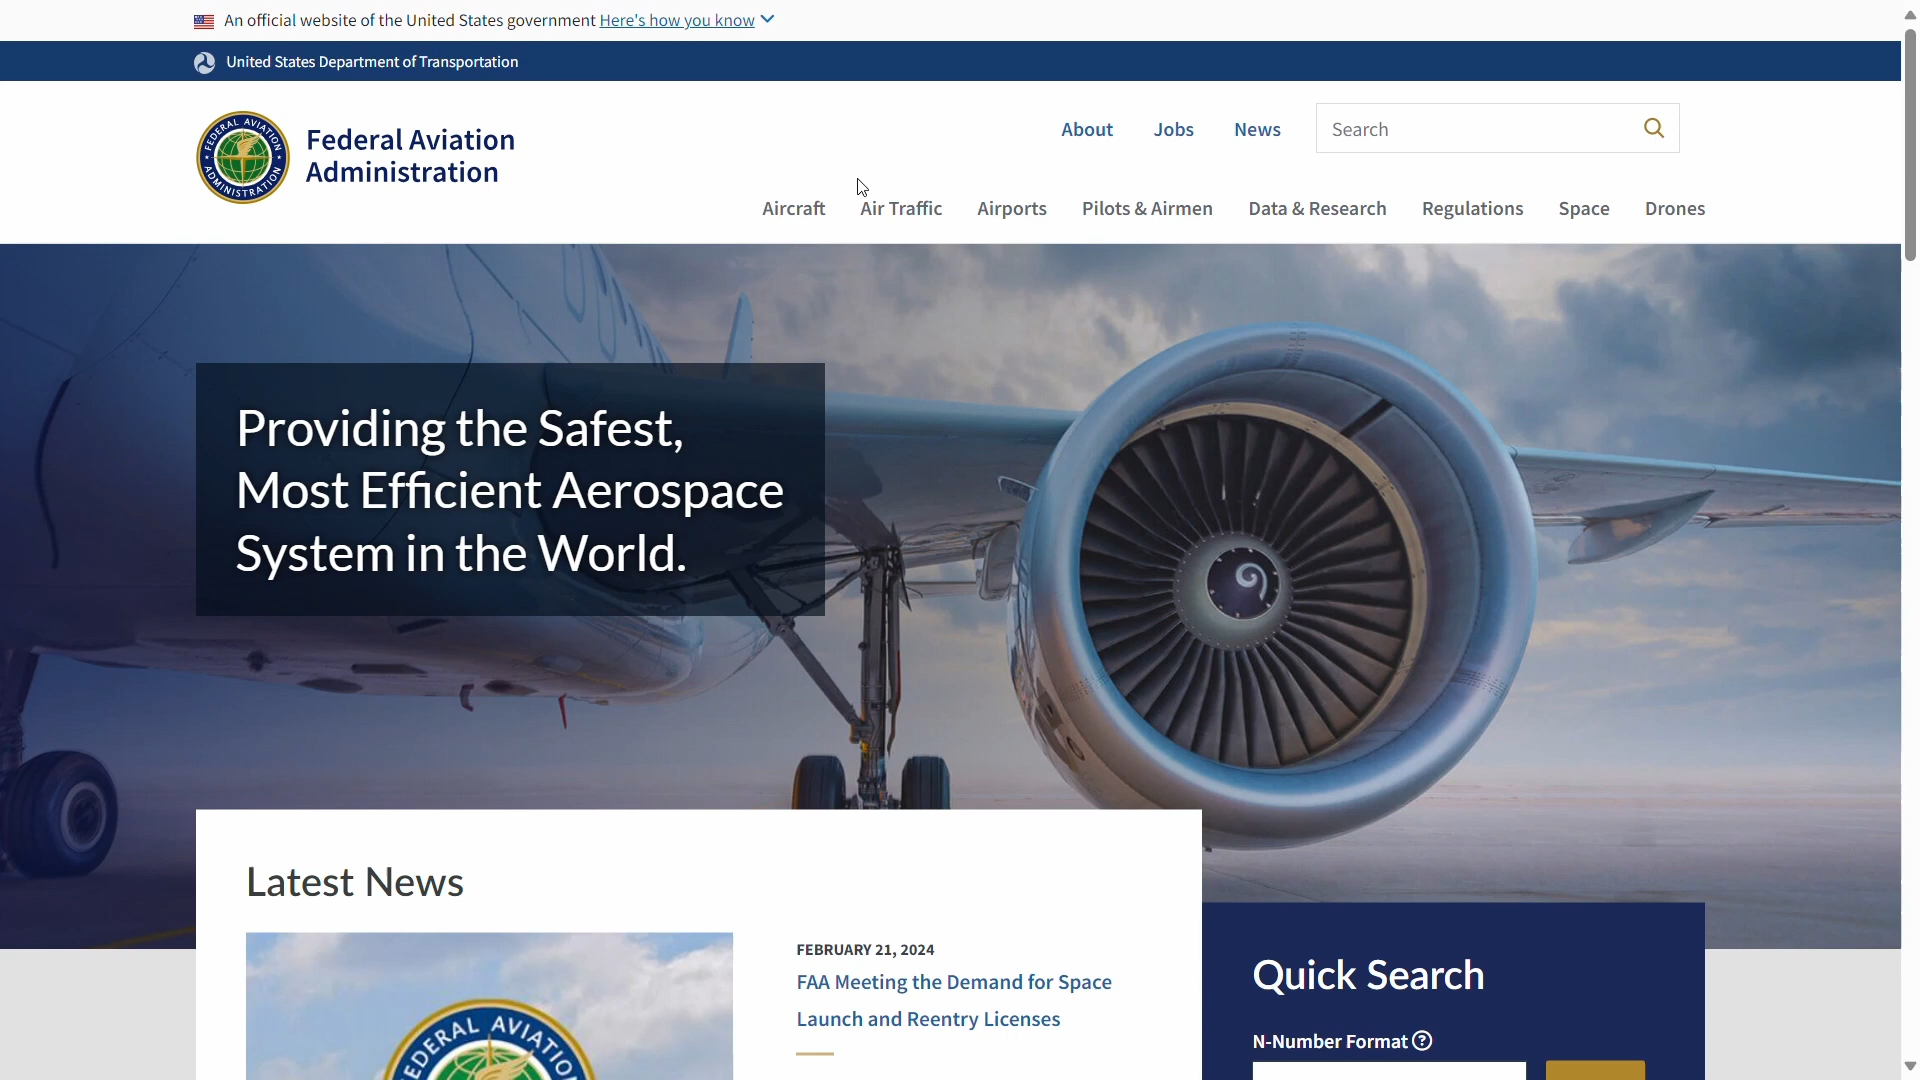 An official website of the United States government Here's how you know
United States Department of Transportation
FEDERAL AVIATION ADMINISTRATION
Federal Aviation
Administration
About Jobs News Search
Aircraft Air Traffic Airports Pilots & Airmen Data & Research Regulations Space Drones
Providing the Safest,
Most Efficient Aerospace
System in the World.
Latest News
FEBRUARY 21, 2024
FAA Meeting the Demand for Space
Launch and Reentry Licenses
Quick Search
N-Number Format
FEDERAL AVIATION